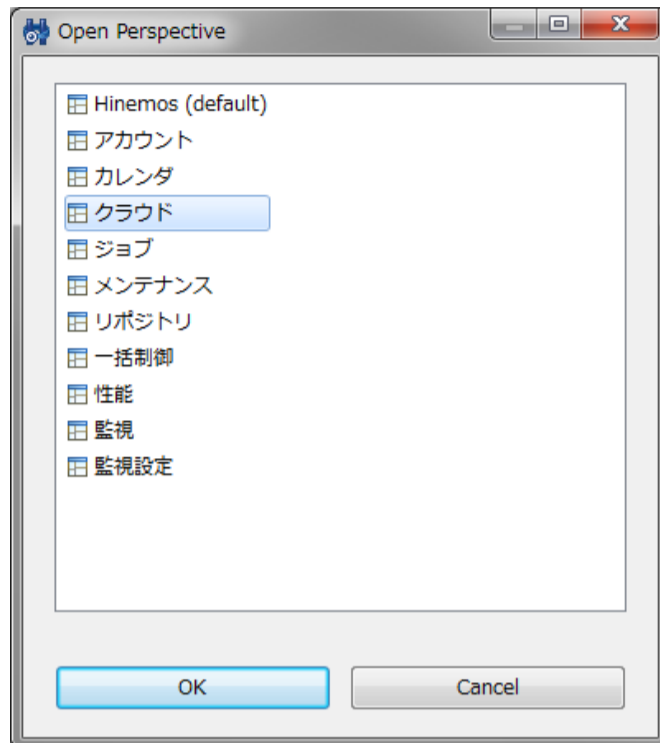 Open Perspective
Hinemos (default)
アカウント
カレンダ
クラウド
ジョブ
メンテナンス
リポジトリ
一括制御
性能
監視
監視設定
OK
Cancel